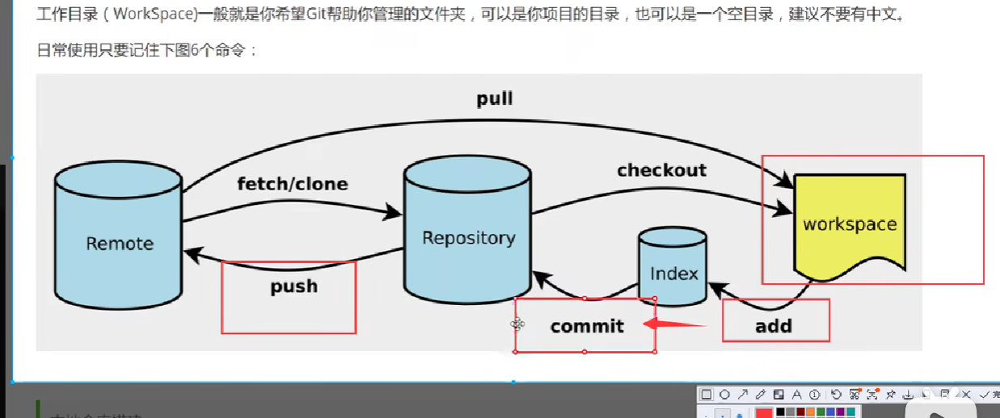 工作目录（WorkSpace)一般就是你希望Git帮助你管理的文件夹，可以是你项目的目录，也可以是一个空目录，建议不要有中文。
日常使用只要记住下图6个命令：
pull
fetch/clone
checkout
Remote
Repository
workspace
Index
push
commit
add